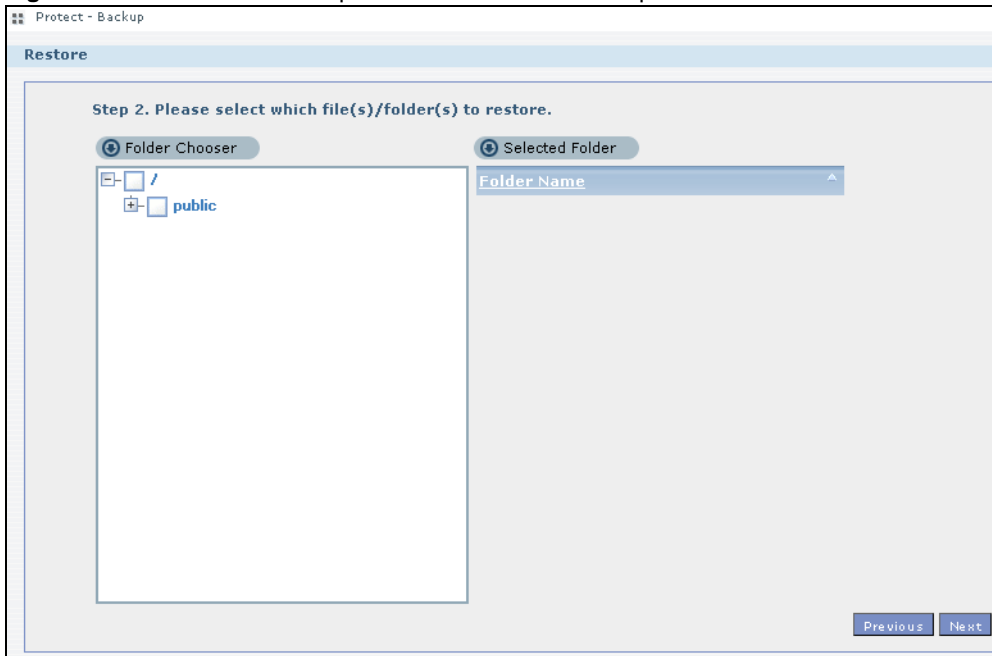 Protect - Backup
Restore
Step 2. Please select which file(s)/folder(s) to restore.
Folder Chooser
Selected Folder
/
public
Folder Name
Previous
Next